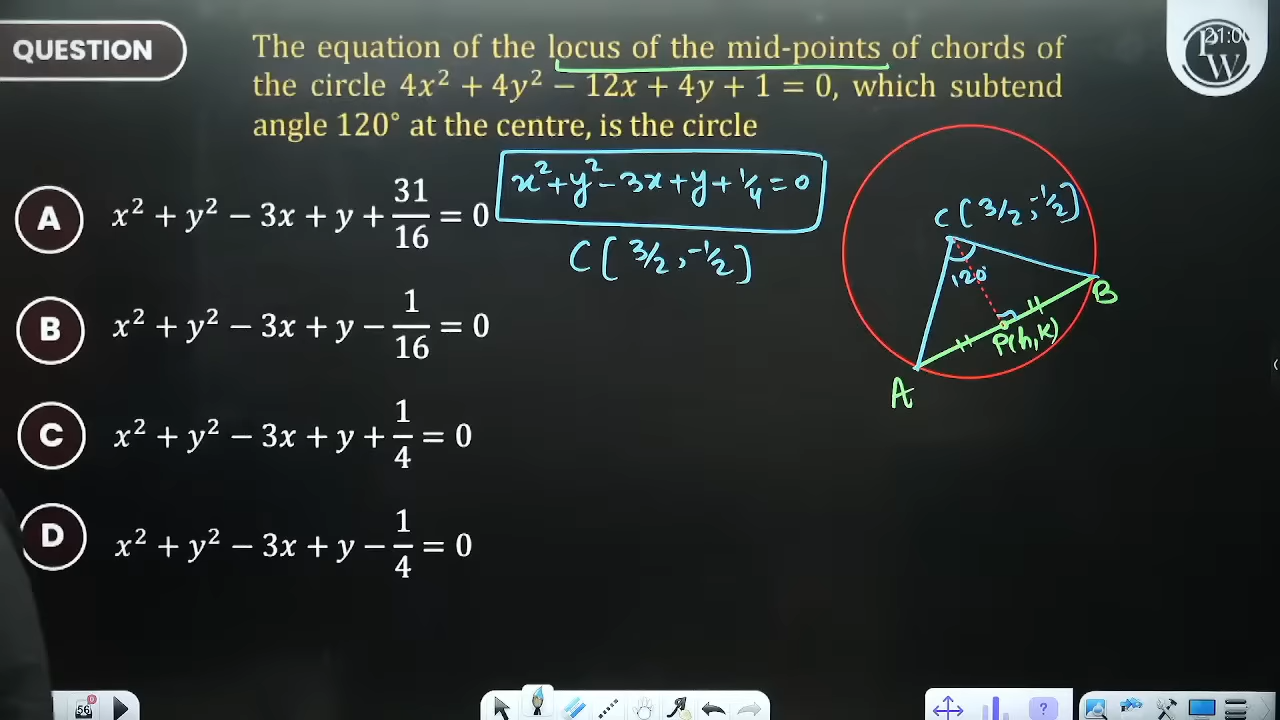 QUESTION
The equation of the locus of the mid-points of chords of
the circle 4x² + 4y² − 12x + 4y + 1 = 0, which subtend
angle 120° at the centre, is the circle
A x² + y² − 3x + y + 31/16 = 0
x² + y² − 3x + y + 1/4 = 0
C(3/2, −1/2)
B x² + y² − 3x + y − 1/16 = 0
C x² + y² − 3x + y + 1/4 = 0
D x² + y² − 3x + y − 1/4 = 0
C(3/2, −1/2)
120°
B
P(h,k)
A
PW
56